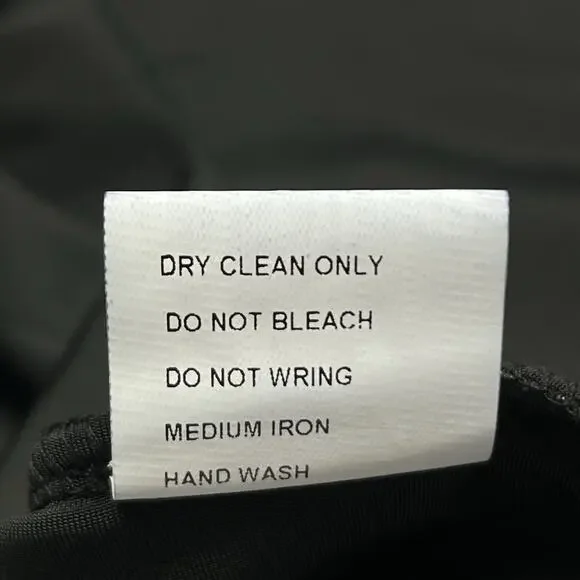 DRY CLEAN ONLY
DO NOT BLEACH
DO NOT WRING
MEDIUM IRON
HAND WASH